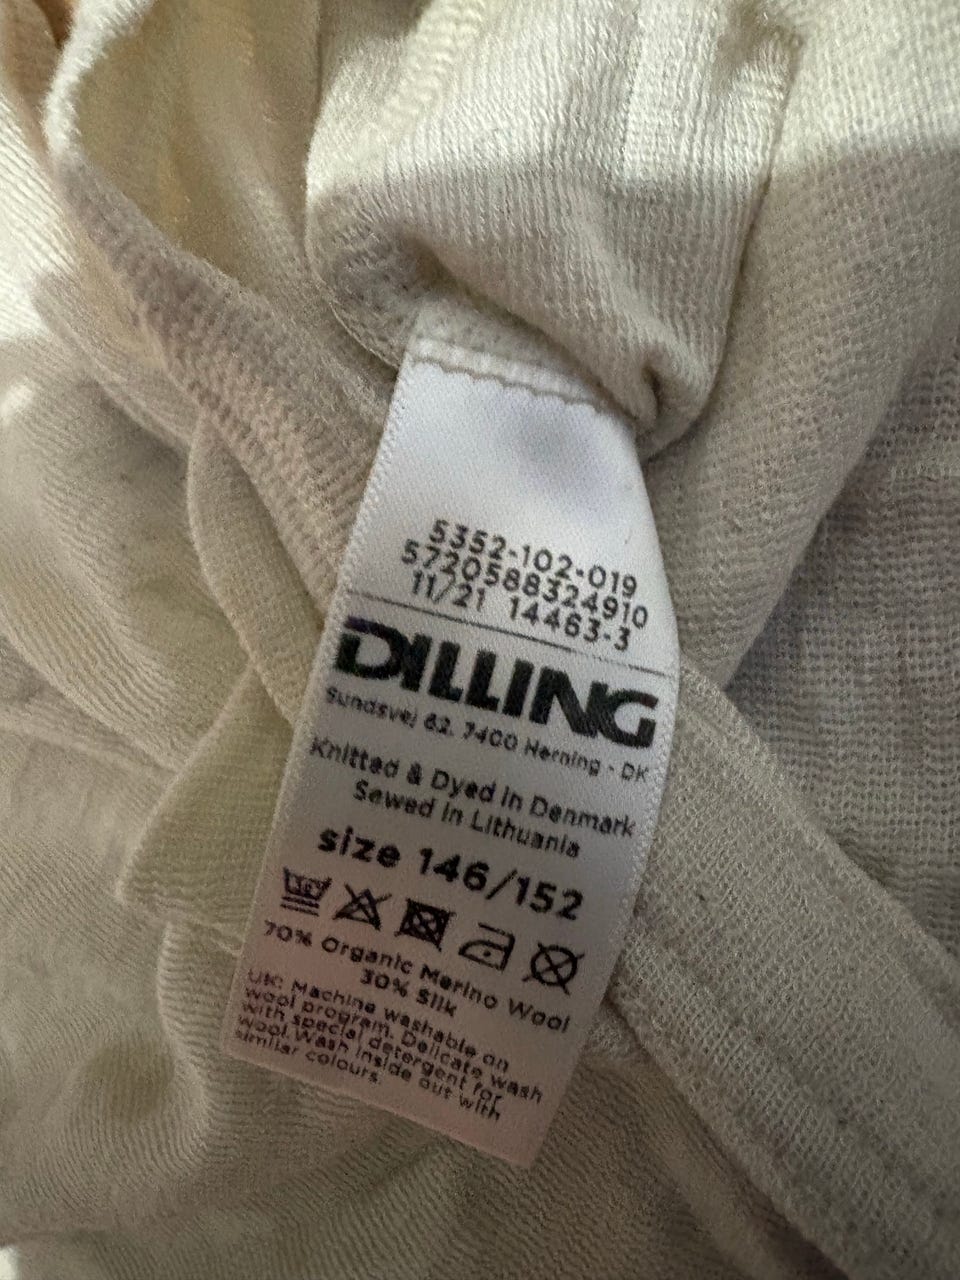 5352-102-019
5720588324910
11/21 14463-3
DILLING
Sundsvej 62, 7400 Herning - DK
Knitted & Dyed in Denmark
Sewed in Lithuania
size 146/152
70% Organic Merino Wool
30% Silk
UK: Machine washable on
wool program. Delicate wash
with special detergent for
wool. Wash inside out with
similar colours.